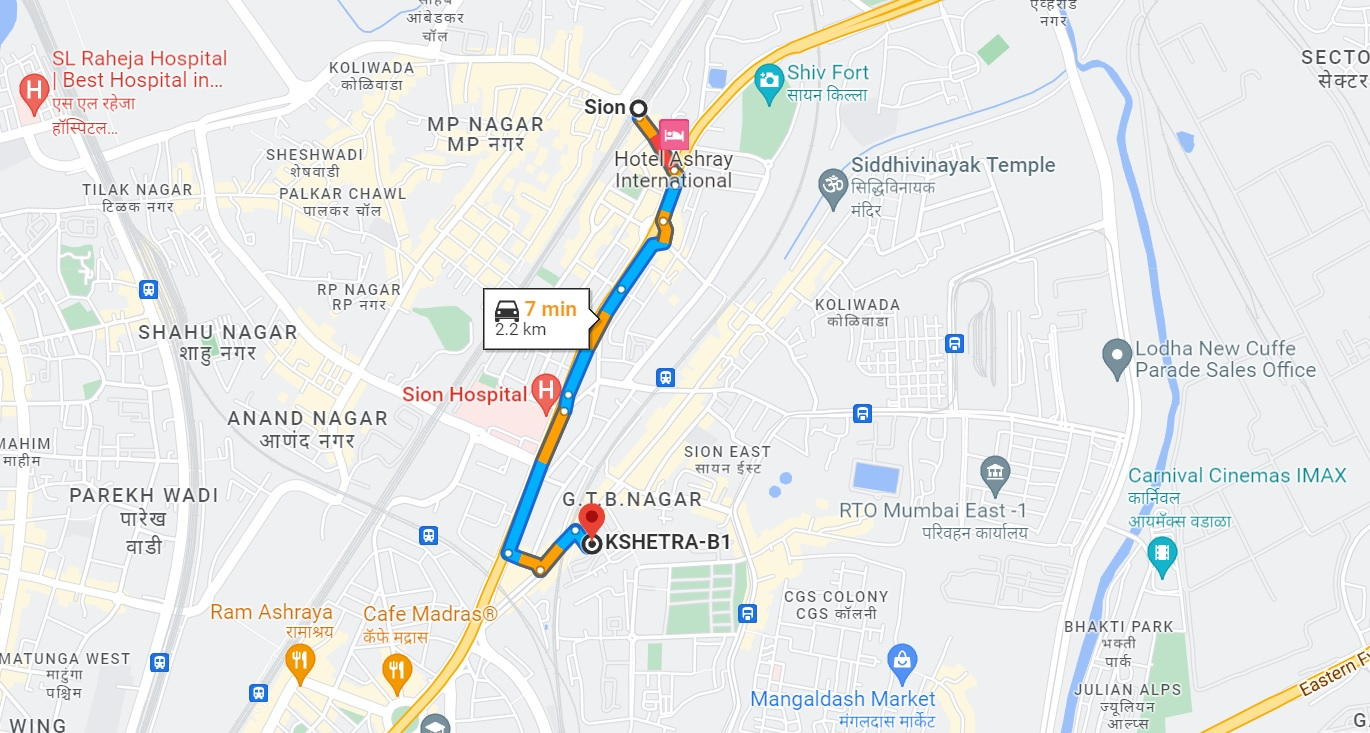 साहेब
आंबेडकर
चॉल
एव्हरार्ड
नगर
SL Raheja Hospital
| Best Hospital in...
एस एल रहेजा
हॉस्पिटल...
KOLIWADA
कोळिवाडा
Shiv Fort
सायन किल्ला
SECTO
सेक्टर
Sion
MP NAGAR
MP नगर
Hotel Ashray
International
SHESHWADI
शेषवाडी
TILAK NAGAR
टिळक नगर
PALKAR CHAWL
पालकर चॉल
Siddhivinayak Temple
सिद्धिविनायक
मंदिर
RP NAGAR
RP नगर
7 min
2.2 km
KOLIWADA
कोळिवाडा
SHAHU NAGAR
शाहु नगर
Lodha New Cuffe
Parade Sales Office
Sion Hospital
ANAND NAGAR
आणंद नगर
MAHIM
माहीम
SION EAST
सायन ईस्ट
Carnival Cinemas IMAX
कार्निवल
आयमॅक्स वडाळा
PAREKH WADI
पारेख
वाडी
G.T.B.NAGAR
RTO Mumbai East -1
परिवहन कार्यालय
KSHETRA-B1
Ram Ashraya
रामाश्रय
Cafe Madras®
कॅफे मद्रास
CGS COLONY
CGS कॉलनी
BHAKTI PARK
भक्ती
पार्क
MATUNGA WEST
माटुंगा
पश्चिम
Mangaldash Market
मंगलदास मार्केट
JULIAN ALPS
ज्यूलियन
आल्प्स
Eastern E
WING
G